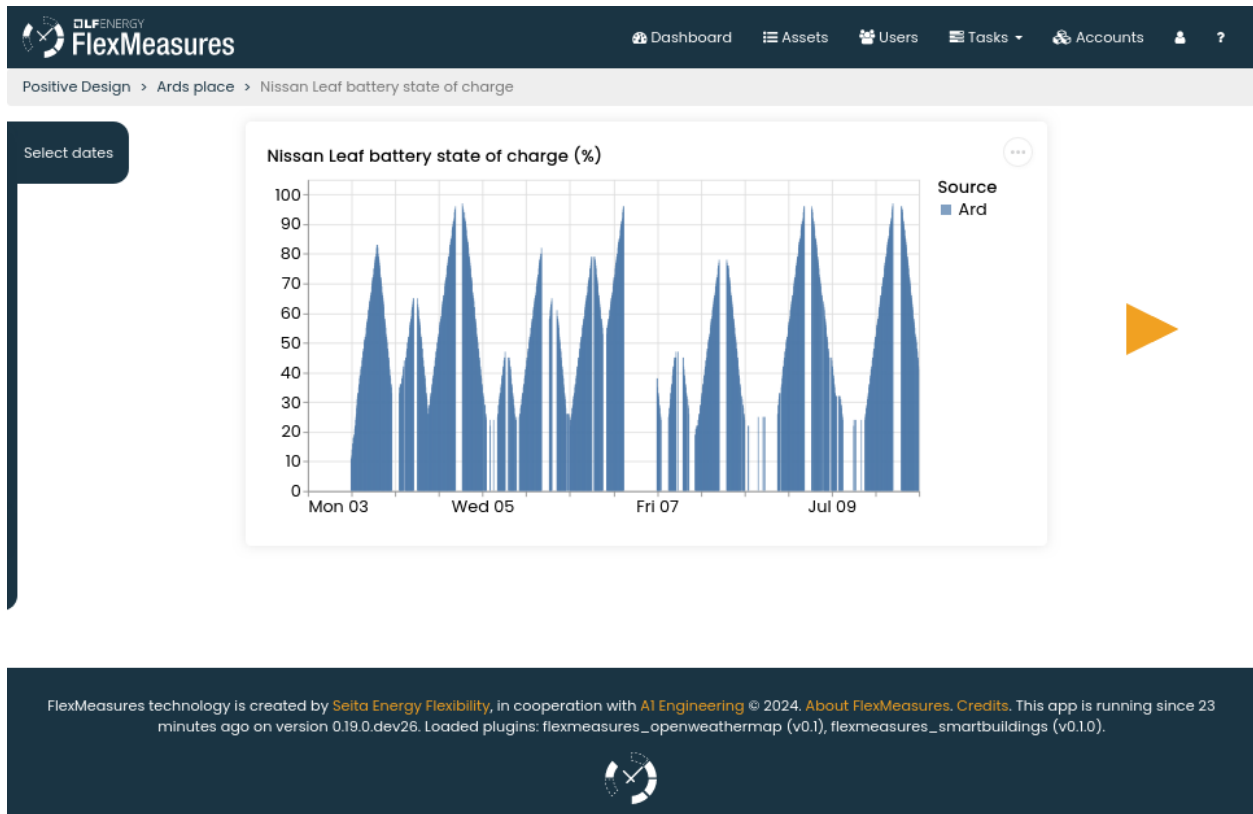 LFENERGY
FlexMeasures
Dashboard Assets Users Tasks Accounts ?
Positive Design > Ards place > Nissan Leaf battery state of charge
Select dates
Nissan Leaf battery state of charge (%)
Source
Ard
100
90
80
70
60
50
40
30
20
10
0
Mon 03 Wed 05 Fri 07 Jul 09
FlexMeasures technology is created by Seita Energy Flexibility, in cooperation with A1 Engineering © 2024. About FlexMeasures. Credits. This app is running since 23
minutes ago on version 0.19.0.dev26. Loaded plugins: flexmeasures_openweathermap (v0.1), flexmeasures_smartbuildings (v0.1.0).